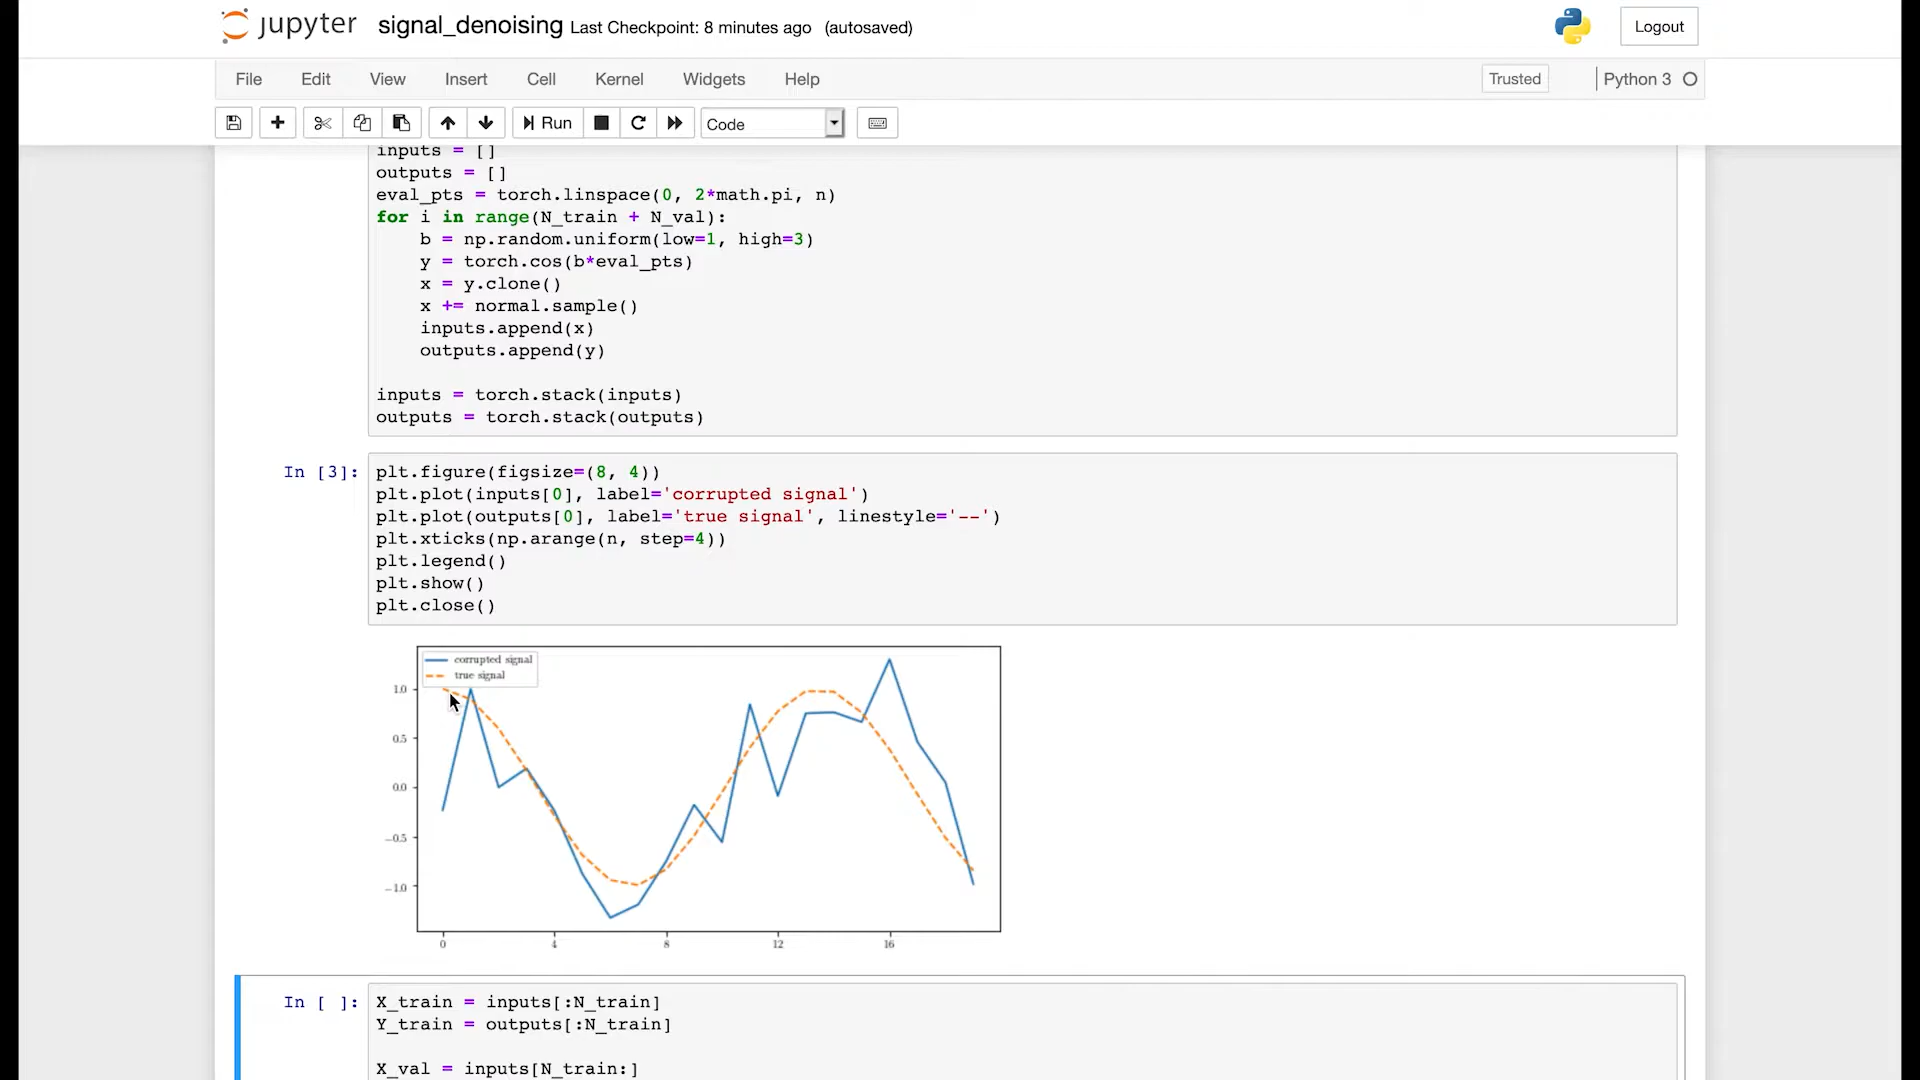 jupyter signal_denoising Last Checkpoint: 8 minutes ago (autosaved)
Logout
File Edit View Insert Cell Kernel Widgets Help
Trusted
Python 3
Run
Code
inputs = []
outputs = []
eval_pts = torch.linspace(0, 2*math.pi, n)
for i in range(N_train + N_val):
    b = np.random.uniform(low=1, high=3)
    y = torch.cos(b*eval_pts)
    x = y.clone()
    x += normal.sample()
    inputs.append(x)
    outputs.append(y)
inputs = torch.stack(inputs)
outputs = torch.stack(outputs)
In [3]:
plt.figure(figsize=(8, 4))
plt.plot(inputs[0], label='corrupted signal')
plt.plot(outputs[0], label='true signal', linestyle='--')
plt.xticks(np.arange(n, step=4))
plt.legend()
plt.show()
plt.close()
corrupted signal
true signal
1.0
0.5
0.0
−0.5
−1.0
0 4 8 12 16
In [ ]:
X_train = inputs[:N_train]
Y_train = outputs[:N_train]
X_val = inputs[N_train:]